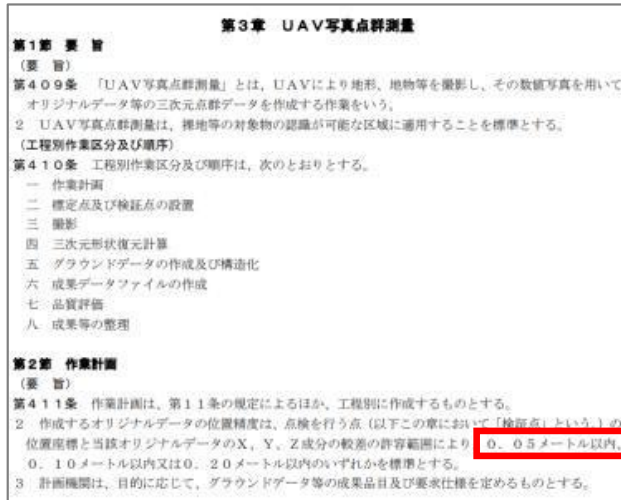 第3章 UAV写真点群測量
第1節 要 旨
(要 旨)
第409条 「UAV写真点群測量」とは、UAVにより地形、地物等を撮影し、その数値写真を用いて
オリジナルデータ等の三次元点群データを作成する作業をいう。
2 UAV写真点群測量は、裸地等の対象物の認識が可能な区域に適用することを標準とする。
(工程別作業区分及び順序)
第410条 工程別作業区分及び順序は、次のとおりとする。
一 作業計画
二 標定点及び検証点の設置
三 撮影
四 三次元形状復元計算
五 グラウンドデータの作成及び構造化
六 成果データファイルの作成
七 品質評価
八 成果等の整理
第2節 作業計画
(要 旨)
第411条 作業計画は、第11条の規定によるほか、工程別に作成するものとする。
2 作成するオリジナルデータの位置精度は、点検を行う点(以下この章において「検証点」という。)の
位置座標と当該オリジナルデータのX、Y、Z成分の較差の許容範囲により、0.05メートル以内、
0.10メートル以内又は0.20メートル以内のいずれかを標準とする。
3 計画機関は、目的に応じて、グラウンドデータ等の成果品目及び要求仕様を定めるものとする。